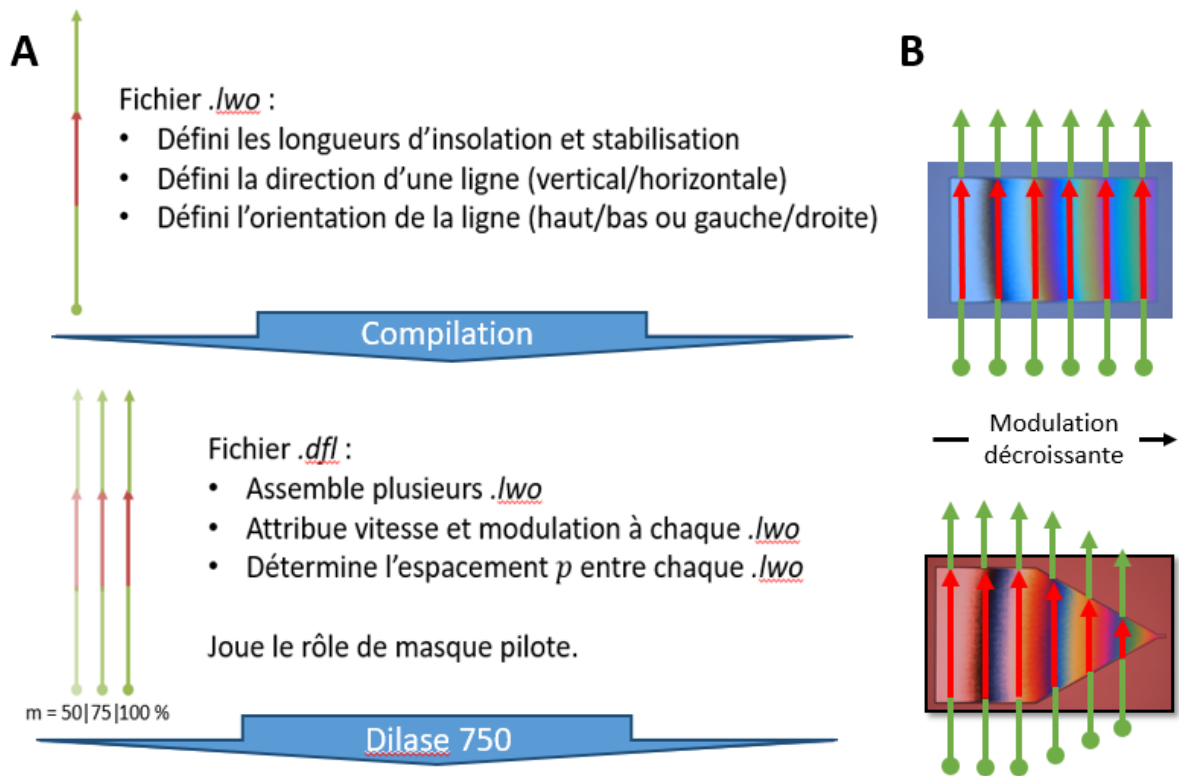 A
Fichier .lwo :
• Défini les longueurs d’insolation et stabilisation
• Défini la direction d’une ligne (vertical/horizontale)
• Défini l’orientation de la ligne (haut/bas ou gauche/droite)
Compilation
Fichier .dfl :
• Assemble plusieurs .lwo
• Attribue vitesse et modulation à chaque .lwo
• Détermine l’espacement p entre chaque .lwo
Joue le rôle de masque pilote.
m = 50|75|100 %
Dilase 750
B
Modulation
décroissante